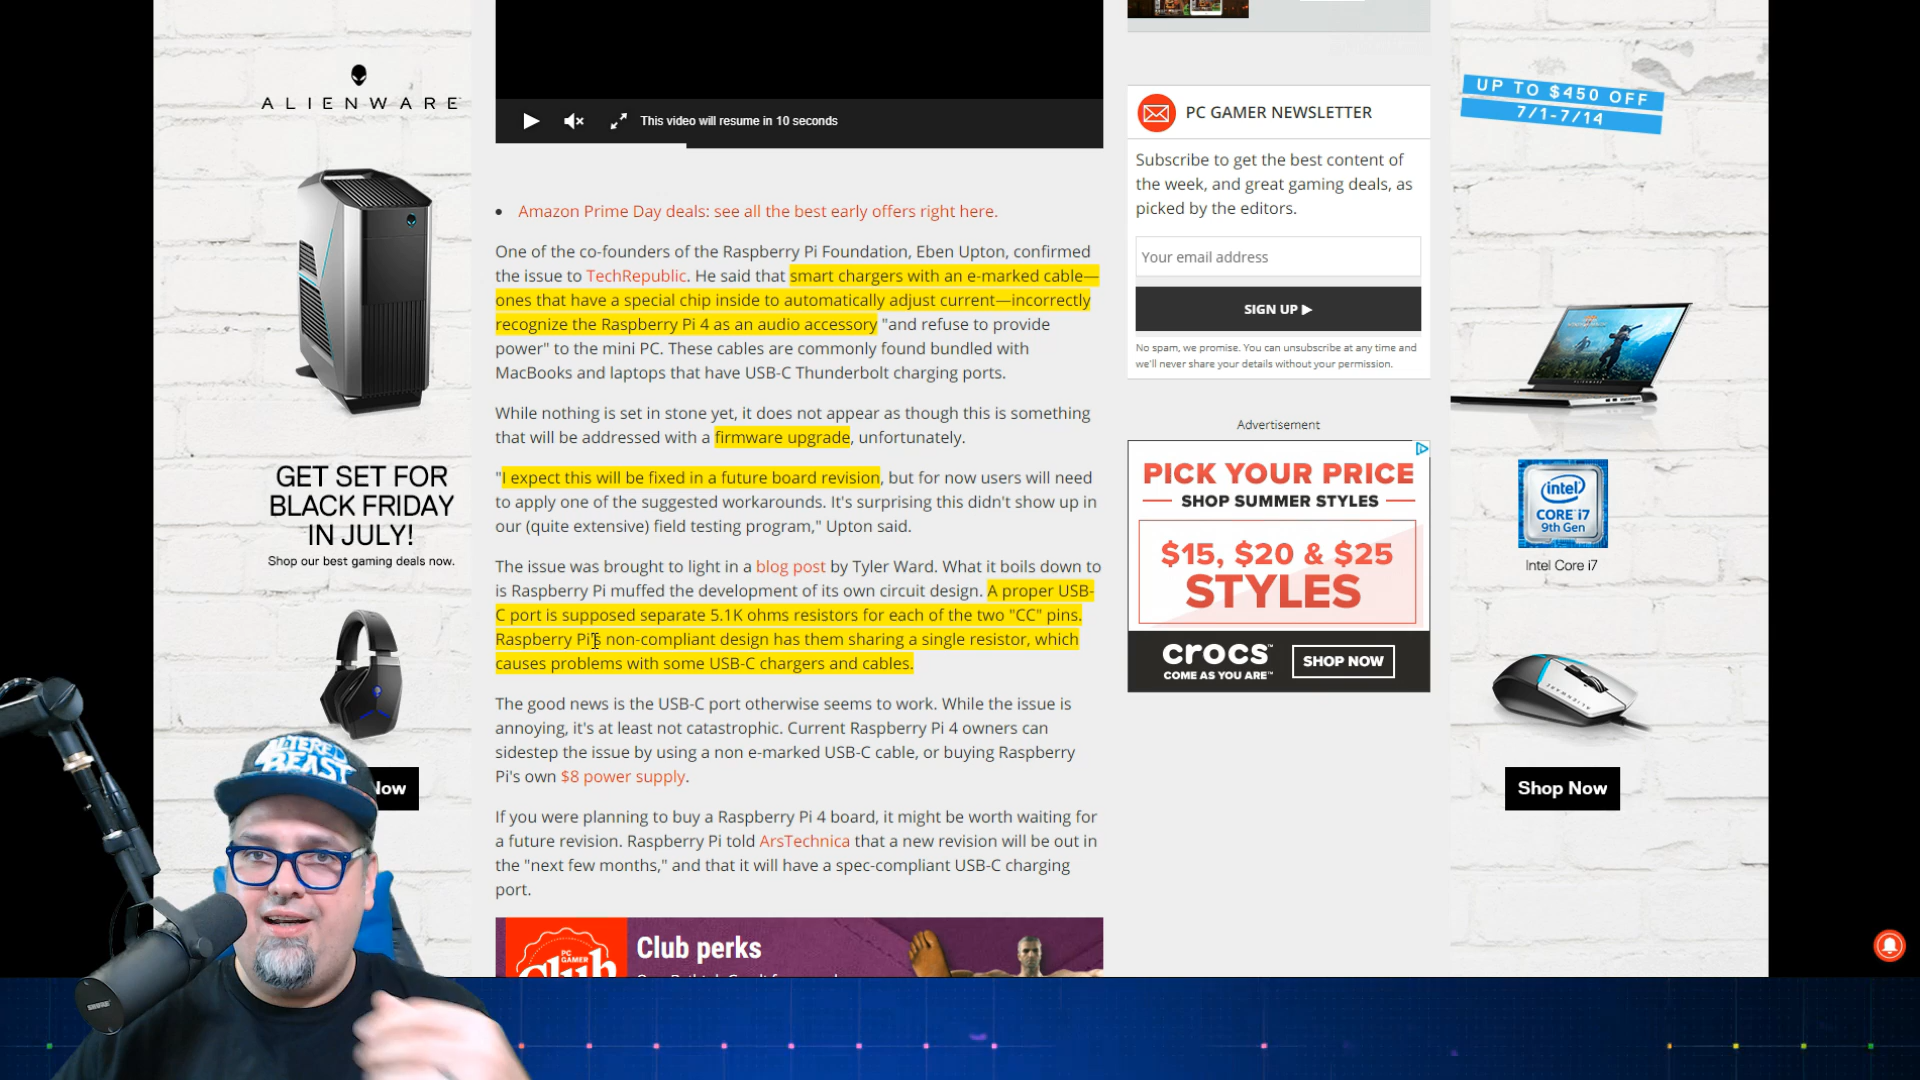 ALIENWARE
GET SET FOR
BLACK FRIDAY
IN JULY!
Shop our best gaming deals now.
Now
ALTERED
BEAST
SHURE
This video will resume in 10 seconds
Amazon Prime Day deals: see all the best early offers right here.
One of the co-founders of the Raspberry Pi Foundation, Eben Upton, confirmed
the issue to TechRepublic. He said that smart chargers with an e-marked cable—
ones that have a special chip inside to automatically adjust current—incorrectly
recognize the Raspberry Pi 4 as an audio accessory "and refuse to provide
power" to the mini PC. These cables are commonly found bundled with
MacBooks and laptops that have USB-C Thunderbolt charging ports.
While nothing is set in stone yet, it does not appear as though this is something
that will be addressed with a firmware upgrade, unfortunately.
"I expect this will be fixed in a future board revision, but for now users will need
to apply one of the suggested workarounds. It's surprising this didn't show up in
our (quite extensive) field testing program," Upton said.
The issue was brought to light in a blog post by Tyler Ward. What it boils down to
is Raspberry Pi muffed the development of its own circuit design. A proper USB-
C port is supposed separate 5.1K ohms resistors for each of the two "CC" pins.
Raspberry Pi's non-compliant design has them sharing a single resistor, which
causes problems with some USB-C chargers and cables.
The good news is the USB-C port otherwise seems to work. While the issue is
annoying, it's at least not catastrophic. Current Raspberry Pi 4 owners can
sidestep the issue by using a non e-marked USB-C cable, or buying Raspberry
Pi's own $8 power supply.
If you were planning to buy a Raspberry Pi 4 board, it might be worth waiting for
a future revision. Raspberry Pi told ArsTechnica that a new revision will be out in
the "next few months," and that it will have a spec-compliant USB-C charging
port.
PC GAMER
Club
Club perks
PC GAMER NEWSLETTER
Subscribe to get the best content of
the week, and great gaming deals, as
picked by the editors.
Your email address
SIGN UP
No spam, we promise. You can unsubscribe at any time and
we'll never share your details without your permission.
Advertisement
PICK YOUR PRICE
SHOP SUMMER STYLES
$15, $20 & $25
STYLES
crocs™
COME AS YOU ARE™
SHOP NOW
UP TO $450 OFF
7/1-7/14
intel
CORE i7
9th Gen
Intel Core i7
Shop Now